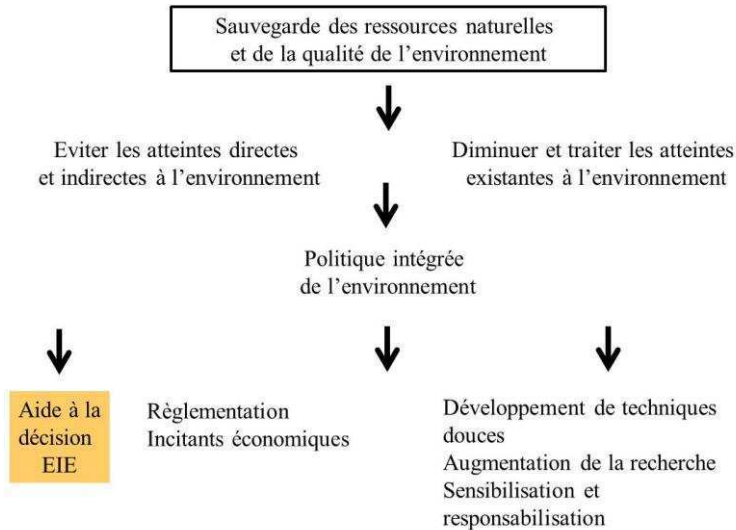 Sauvegarde des ressources naturelles
et de la qualité de l’environnement
Eviter les atteintes directes
et indirectes à l’environnement
Diminuer et traiter les atteintes
existantes à l’environnement
Politique intégrée
de l’environnement
Aide à la
décision
EIE
Règlementation
Incitants économiques
Développement de techniques
douces
Augmentation de la recherche
Sensibilisation et
responsabilisation